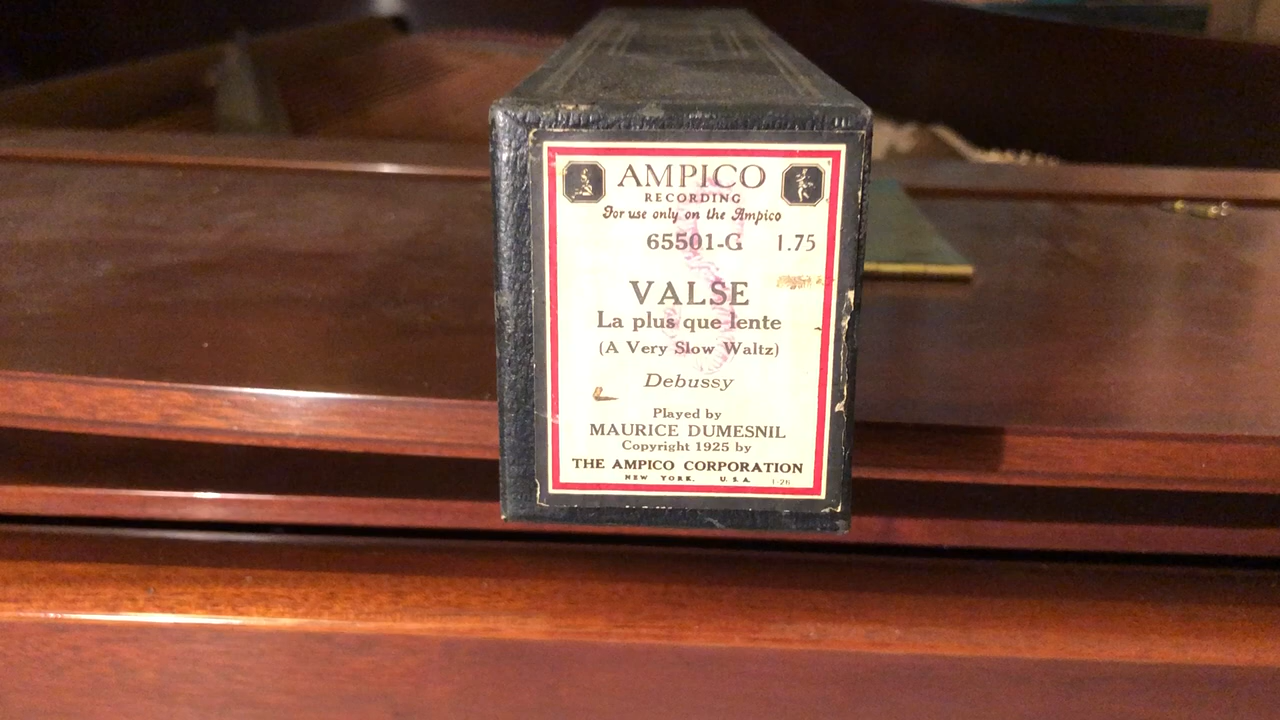 AMPICO
RECORDING
For use only on the Ampico
65501-G 1.75
VALSE
La plus que lente
(A Very Slow Waltz)
Debussy
Played by
MAURICE DUMESNIL
Copyright 1925 by
THE AMPICO CORPORATION
NEW YORK. U. S. A. 1-26